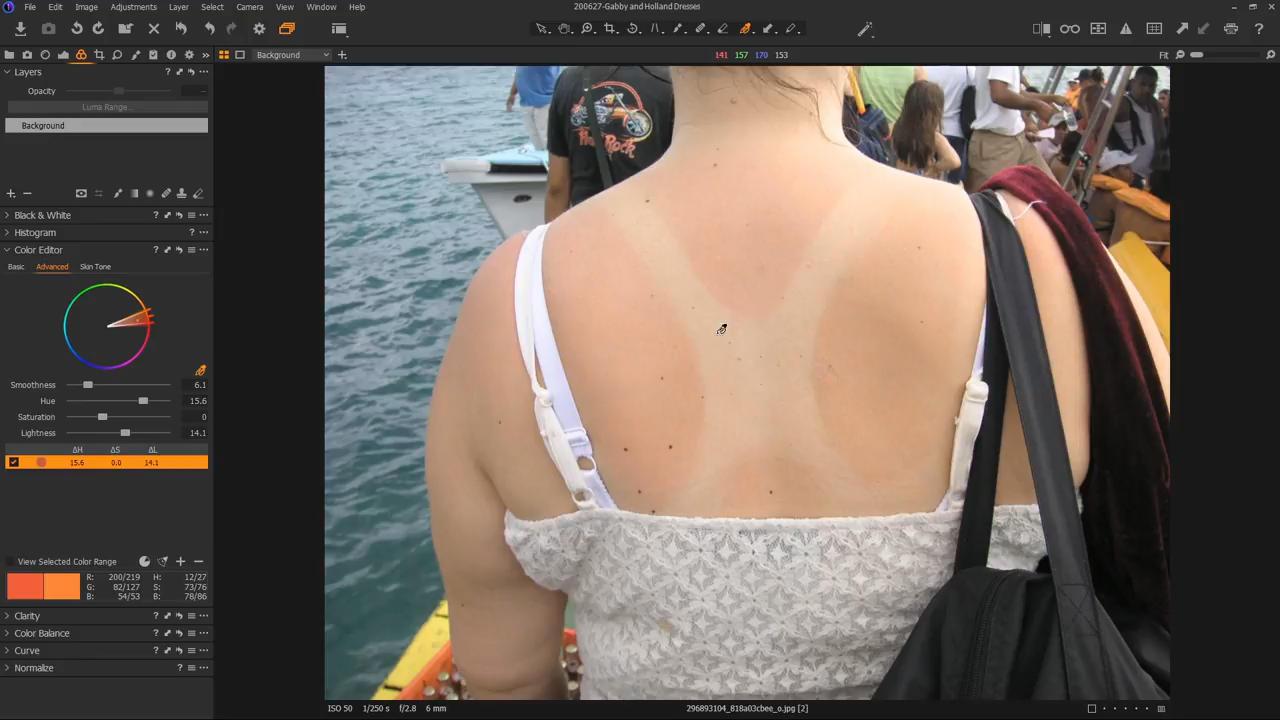 File Edit Image Adjustments Layer Select Camera View Window Help
200627-Gabby and Holland Dresses
Background
141 157 170 153
Fit
Layers
Opacity
Luma Range...
Background
Black & White
Histogram
Color Editor
Basic Advanced Skin Tone
Smoothness 6.1
Hue 15.6
Saturation 0
Lightness 14.1
ΔH ΔS ΔL
15.6 0.0 14.1
View Selected Color Range
R: 200/219 H: 12/27
G: 82/127 S: 73/76
B: 54/53 B: 78/86
Clarity
Color Balance
Curve
Normalize
ISO 50 1/250 s f/2.8 6 mm
296893104_818a03cbee_o.jpg [2]